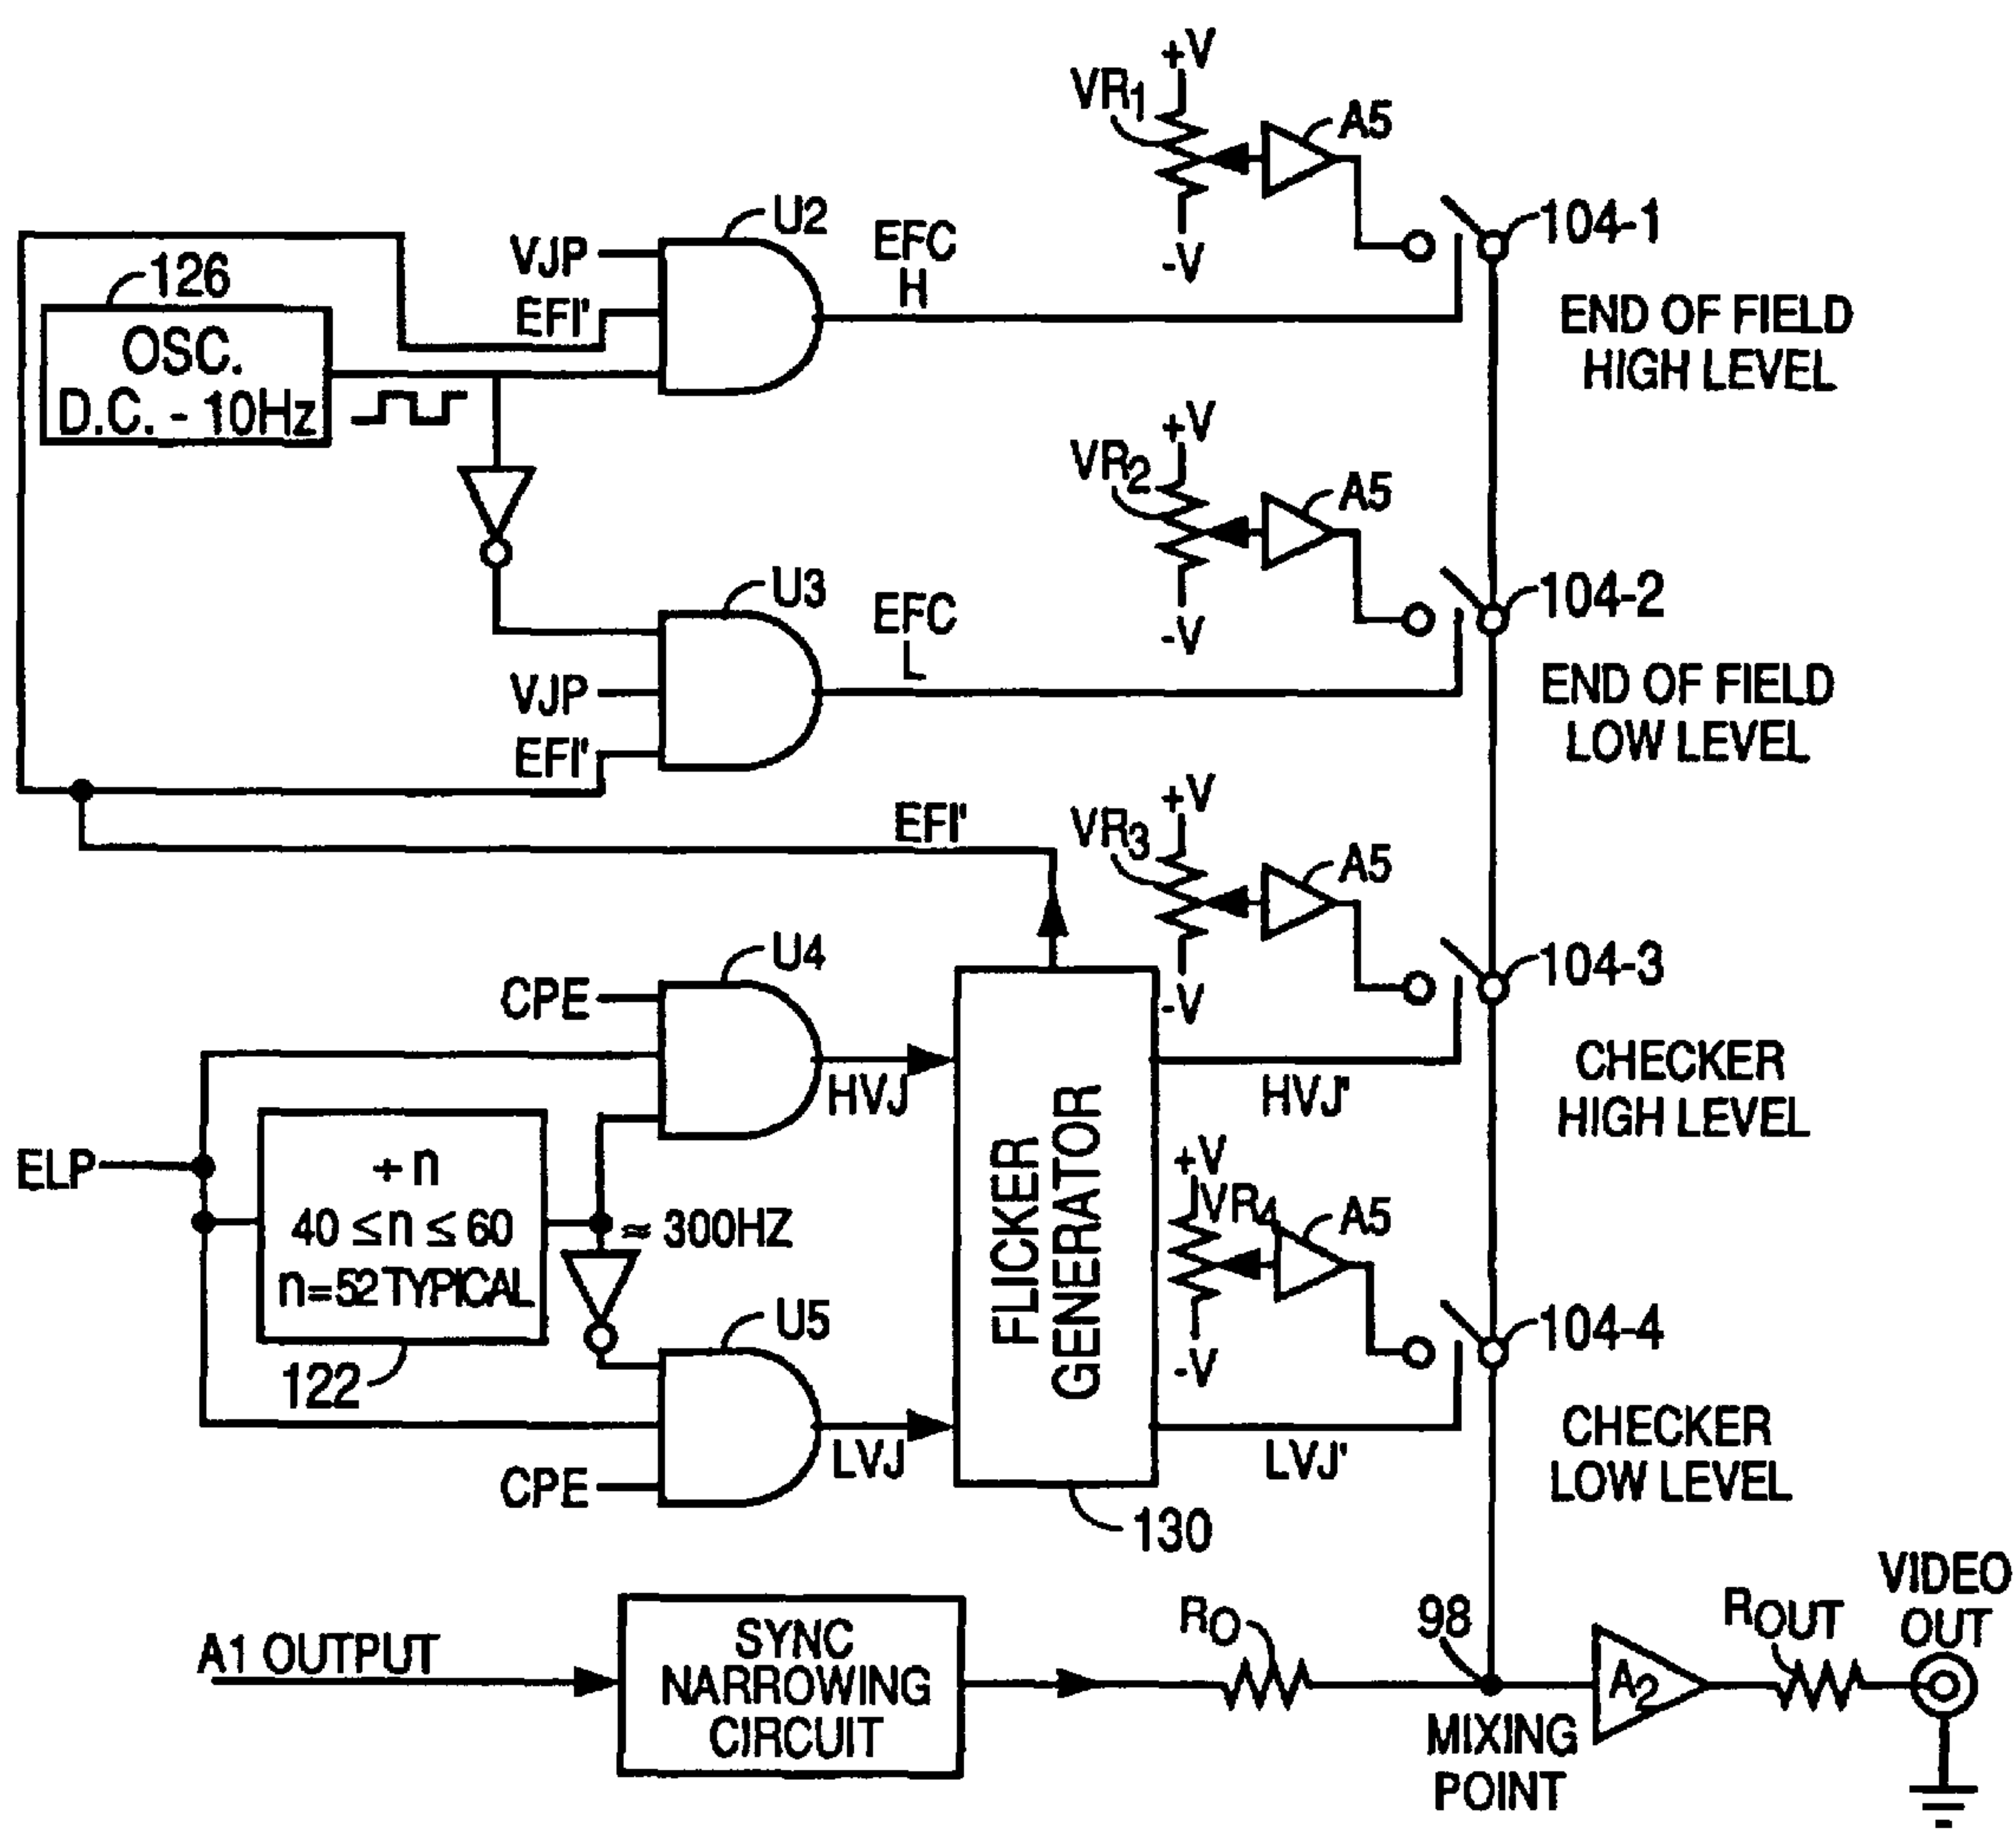 +V
VR1
A5
-V
104-1
U2
VJP
EFI'
EFC
H
126
OSC.
D.C. - 10Hz
END OF FIELD
HIGH LEVEL
+V
VR2
A5
-V
104-2
U3
EFC
L
VJP
EFI'
END OF FIELD
LOW LEVEL
EFI'
+V
VR3
A5
-V
104-3
U4
CPE
HVJ
HVJ'
CHECKER
HIGH LEVEL
ELP
÷ n
40 ≤ n ≤ 60
n=52 TYPICAL
≈ 300HZ
122
FLICKER
GENERATOR
130
+V
VR4
A5
-V
104-4
U5
CPE
LVJ
LVJ'
CHECKER
LOW LEVEL
A1 OUTPUT
SYNC
NARROWING
CIRCUIT
RO
98
MIXING
POINT
A2
ROUT
VIDEO
OUT